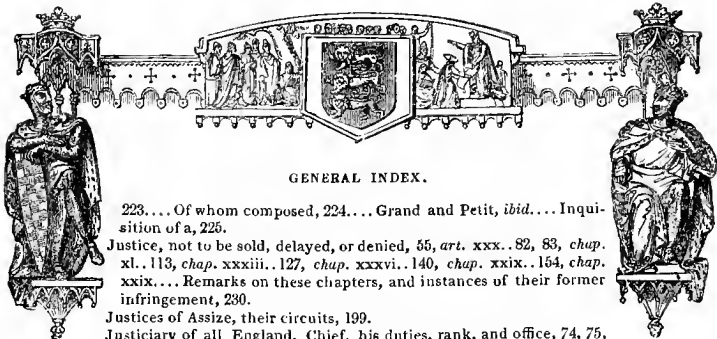 GENERAL INDEX.
223.... Of whom composed, 224.... Grand and Petit, ibid.... Inqui-
sition of a, 225.
Justice, not to be sold, delayed, or denied, 55, art. xxx..82, 83, chap.
xl..113, chap. xxxiii..127, chap. xxxvi..140, chap. xxix..154, chap.
xxix.... Remarks on these chapters, and instances of their former
infringement, 230.
Justices of Assize, their circuits, 199.
Justiciary of all England, Chief, his duties, rank, and office, 74, 75,